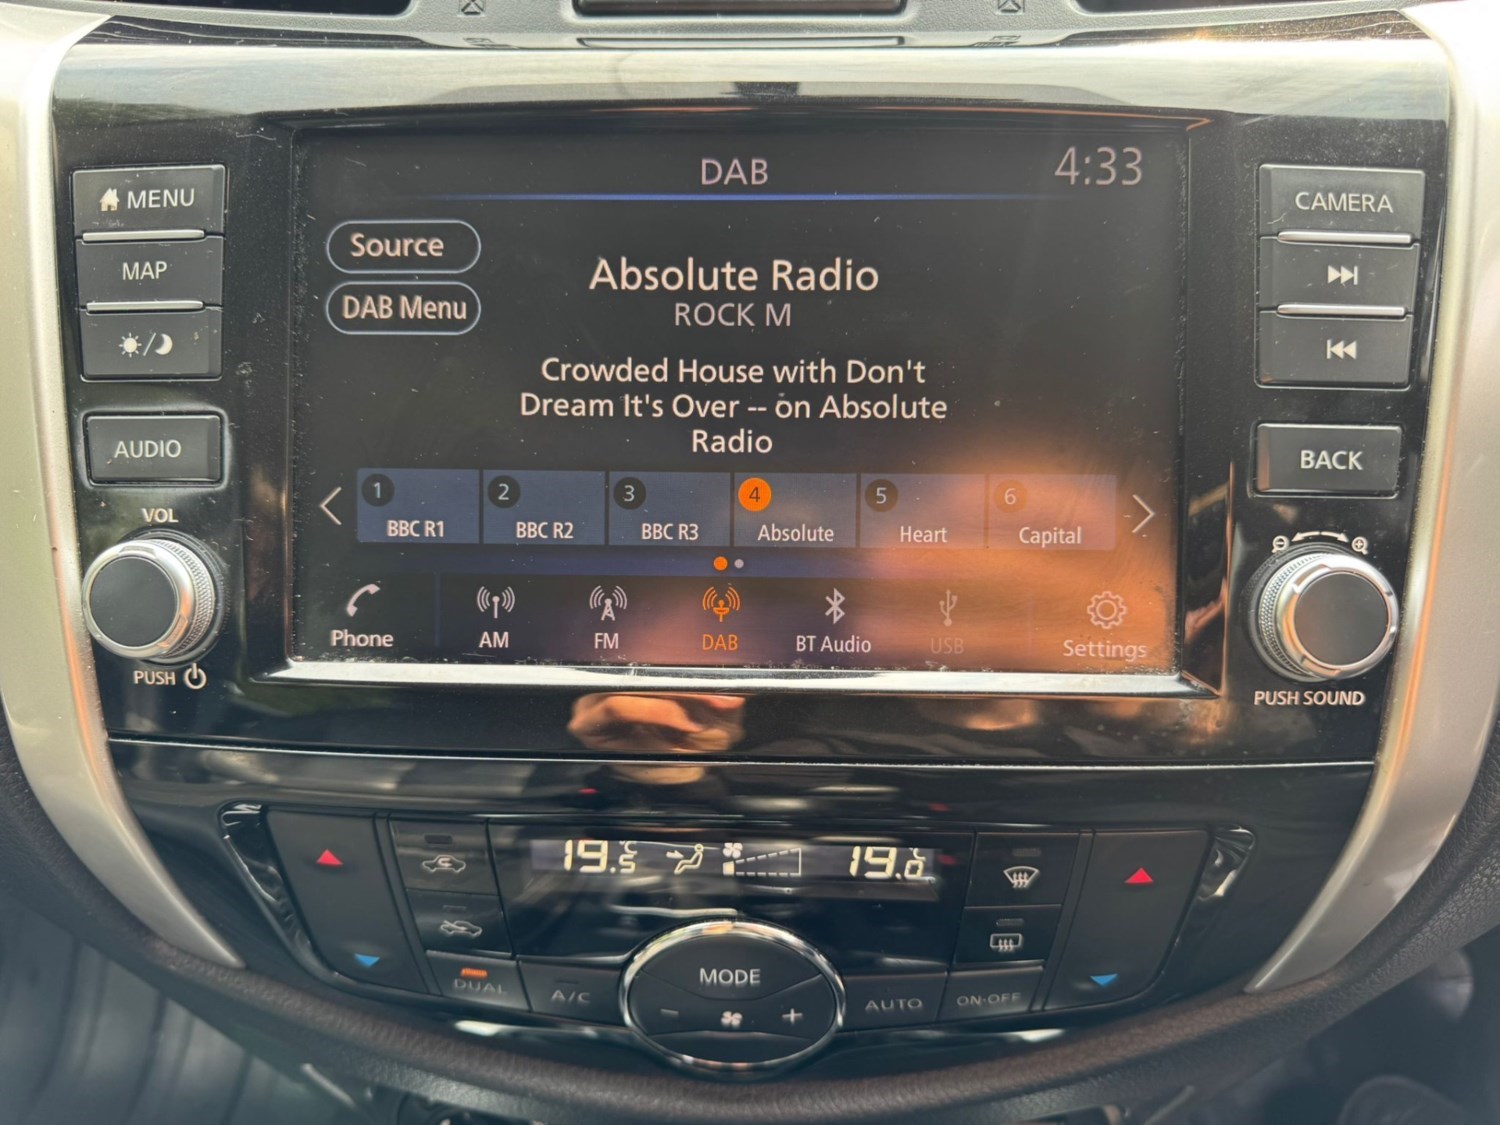 DAB
4:33
MENU
CAMERA
Source
MAP
Absolute Radio
DAB Menu
ROCK M
Crowded House with Don't
Dream It's Over -- on Absolute
Radio
AUDIO
BACK
1 BBC R1
2 BBC R2
3 BBC R3
4 Absolute
5 Heart
6 Capital
VOL
PUSH
Phone
AM
FM
DAB
BT Audio
USB
Settings
PUSH SOUND
19.5°C
19.0°C
DUAL
A/C
MODE
- +
AUTO
ON·OFF